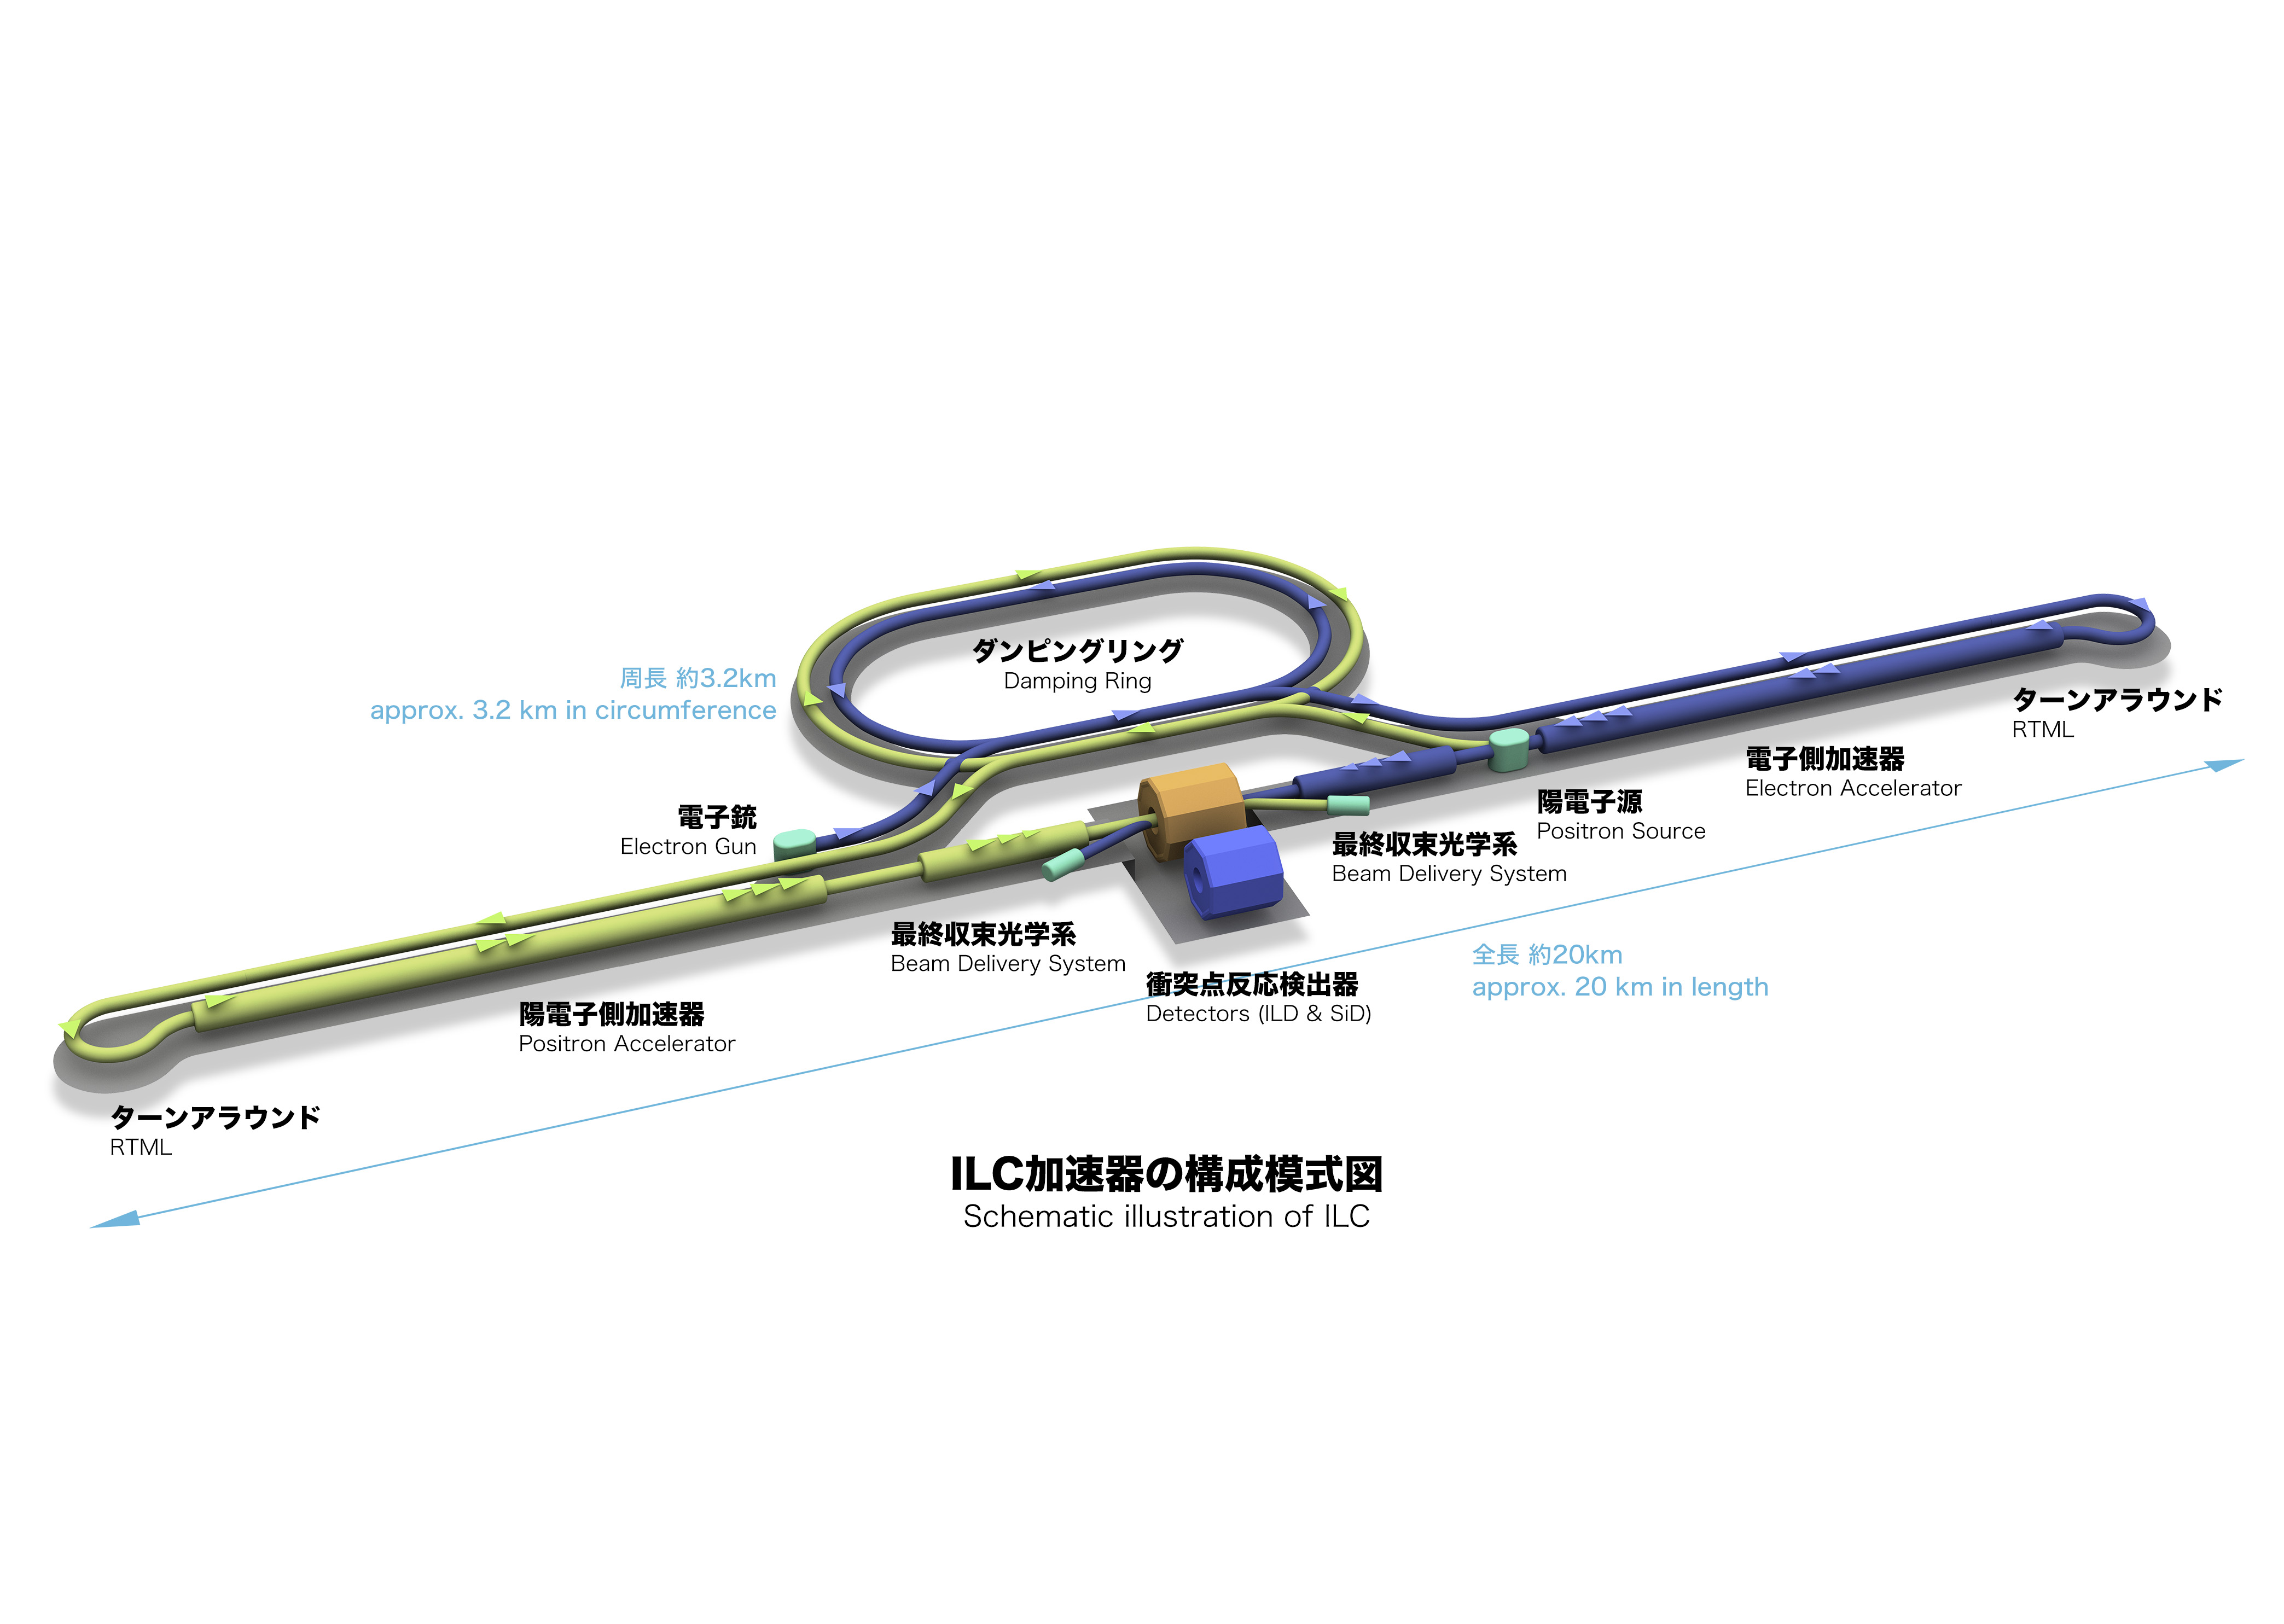 ダンピングリング
Damping Ring
周長 約3.2km
approx. 3.2 km in circumference
ターンアラウンド
RTML
電子側加速器
Electron Accelerator
陽電子源
Positron Source
電子銃
Electron Gun
最終収束光学系
Beam Delivery System
最終収束光学系
Beam Delivery System
全長 約20km
approx. 20 km in length
衝突点反応検出器
Detectors (ILD & SiD)
陽電子側加速器
Positron Accelerator
ターンアラウンド
RTML
ILC加速器の構成模式図
Schematic illustration of ILC